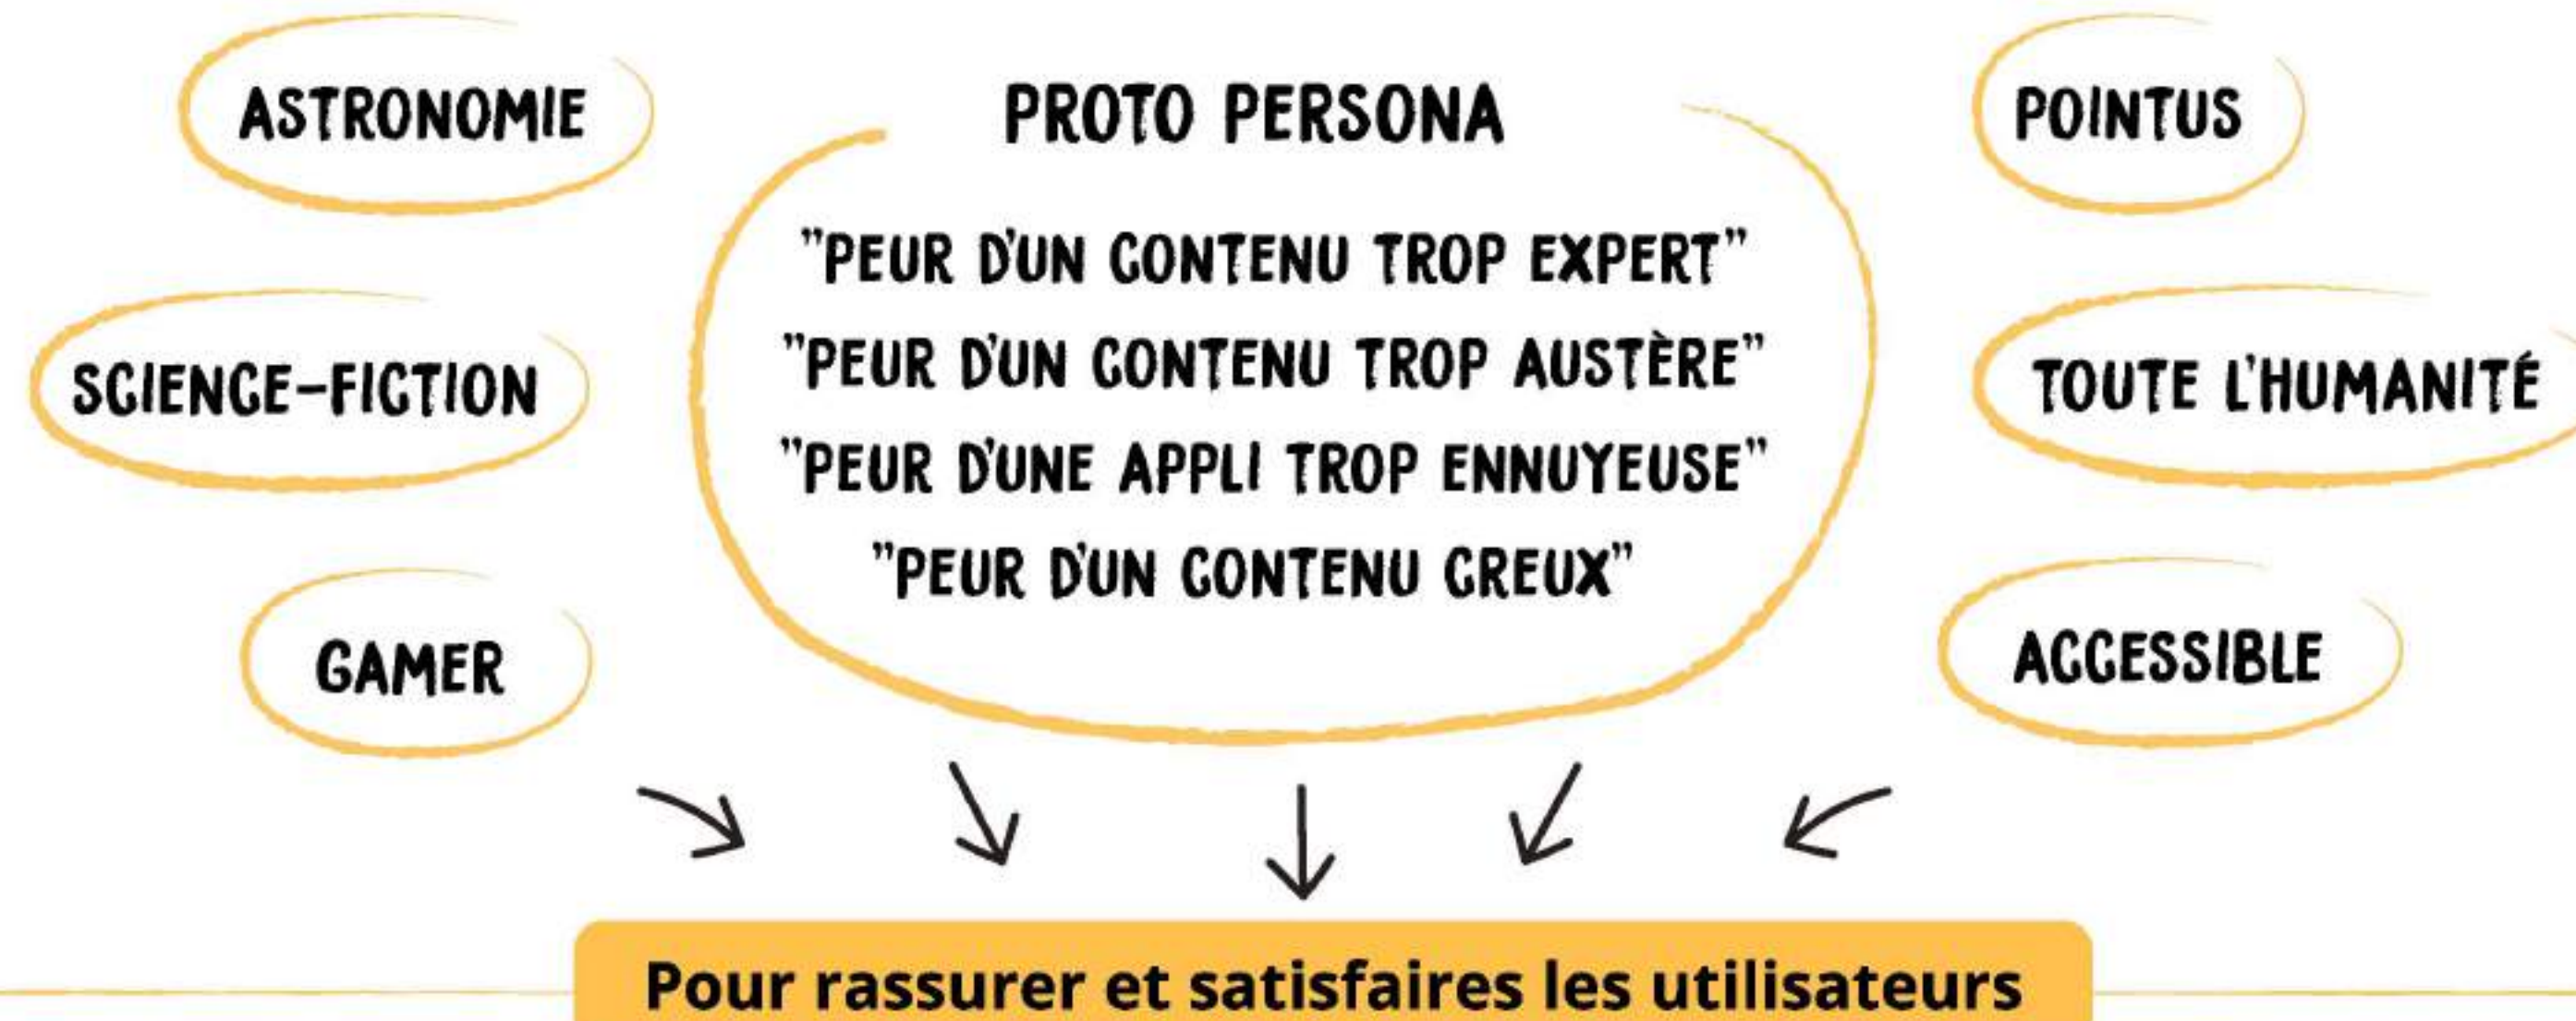 ASTRONOMIE
SCIENCE-FICTION
GAMER
PROTO PERSONA
"PEUR D'UN CONTENU TROP EXPERT"
"PEUR D'UN CONTENU TROP AUSTÈRE"
"PEUR D'UNE APPLI TROP ENNUYEUSE"
"PEUR D'UN CONTENU CREUX"
POINTUS
TOUTE L'HUMANITÉ
ACCESSIBLE
Pour rassurer et satisfaires les utilisateurs